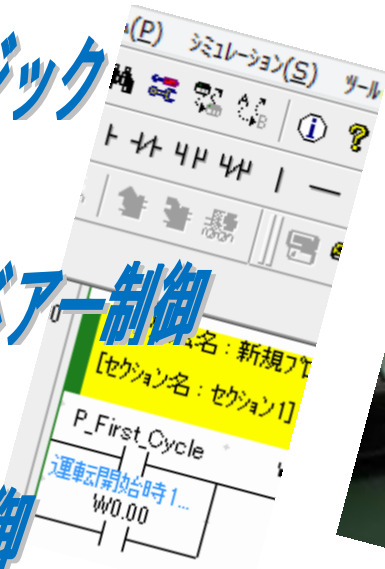 (P) シミュレーション(S) ツール
ジック
ドアー制御
名：新規プロ
[セクション名：セクション1]
P_First_Cycle
運転開始時1...
W0.00
御